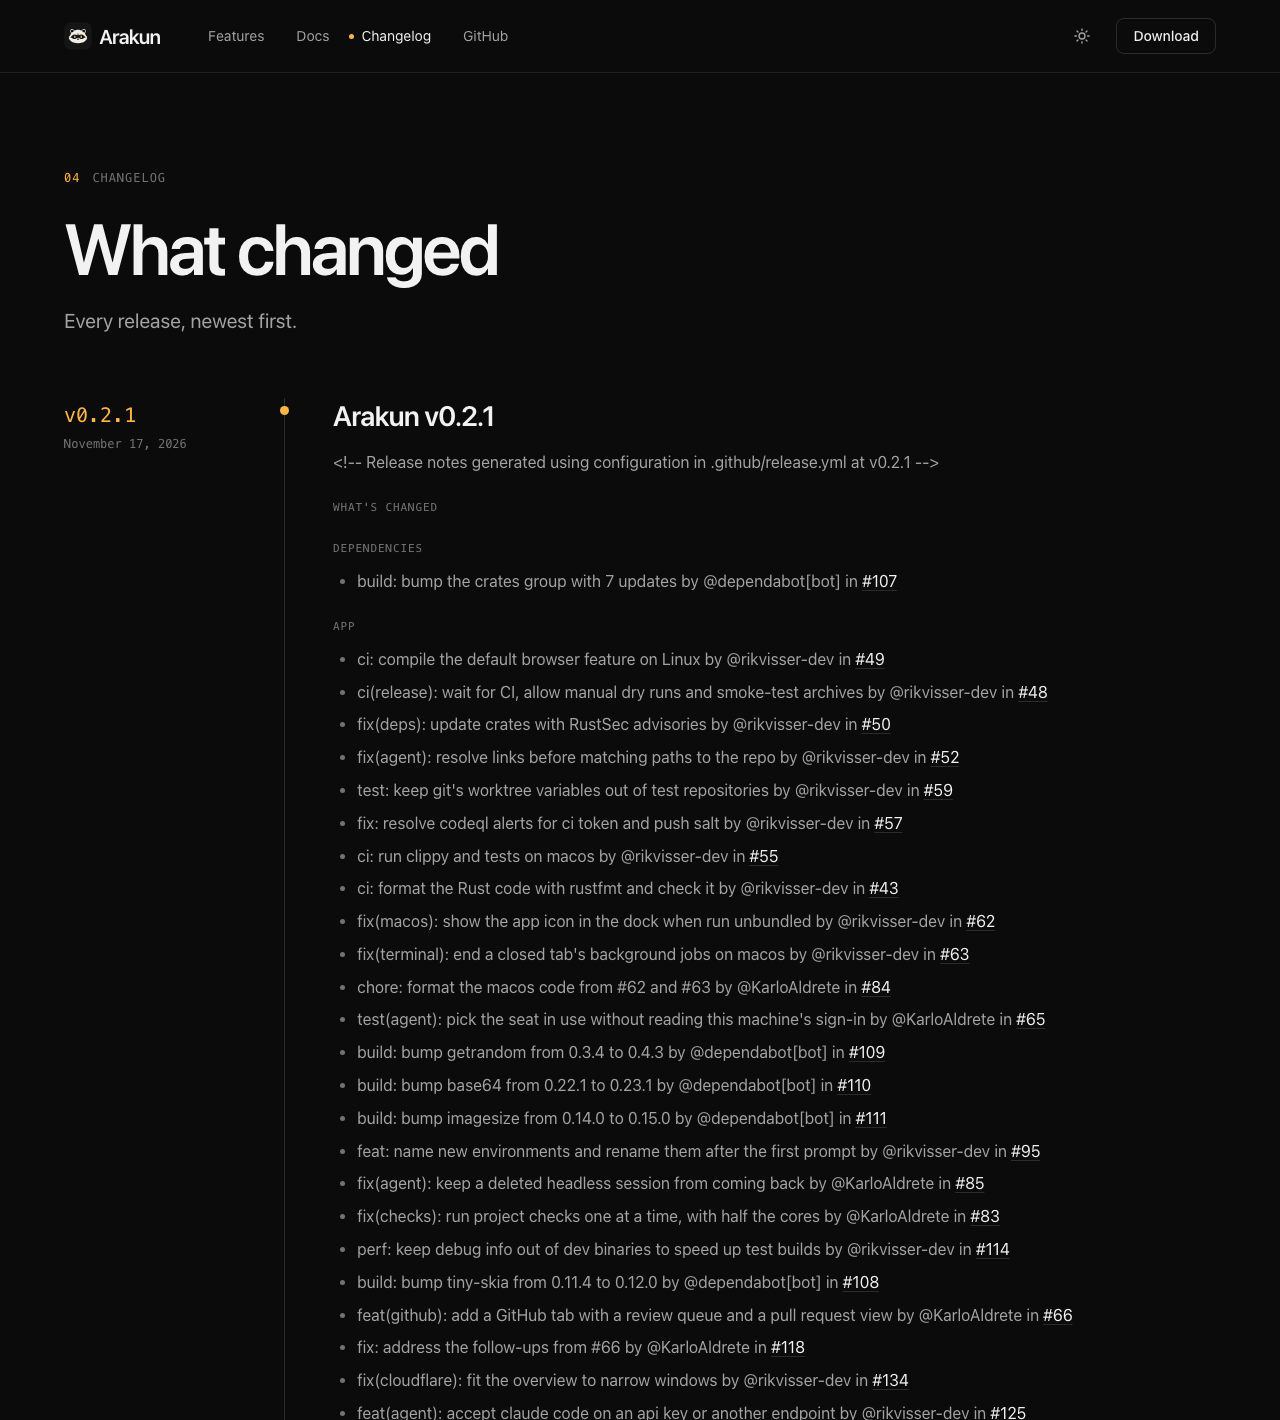 Arakun
Features
Docs
Changelog
GitHub
Download
04 CHANGELOG
What changed
Every release, newest first.
v0.2.1
November 17, 2026
Arakun v0.2.1
<!-- Release notes generated using configuration in .github/release.yml at v0.2.1 -->
WHAT'S CHANGED
DEPENDENCIES
build: bump the crates group with 7 updates by @dependabot[bot] in #107
APP
ci: compile the default browser feature on Linux by @rikvisser-dev in #49
ci(release): wait for CI, allow manual dry runs and smoke-test archives by @rikvisser-dev in #48
fix(deps): update crates with RustSec advisories by @rikvisser-dev in #50
fix(agent): resolve links before matching paths to the repo by @rikvisser-dev in #52
test: keep git's worktree variables out of test repositories by @rikvisser-dev in #59
fix: resolve codeql alerts for ci token and push salt by @rikvisser-dev in #57
ci: run clippy and tests on macos by @rikvisser-dev in #55
ci: format the Rust code with rustfmt and check it by @rikvisser-dev in #43
fix(macos): show the app icon in the dock when run unbundled by @rikvisser-dev in #62
fix(terminal): end a closed tab's background jobs on macos by @rikvisser-dev in #63
chore: format the macos code from #62 and #63 by @KarloAldrete in #84
test(agent): pick the seat in use without reading this machine's sign-in by @KarloAldrete in #65
build: bump getrandom from 0.3.4 to 0.4.3 by @dependabot[bot] in #109
build: bump base64 from 0.22.1 to 0.23.1 by @dependabot[bot] in #110
build: bump imagesize from 0.14.0 to 0.15.0 by @dependabot[bot] in #111
feat: name new environments and rename them after the first prompt by @rikvisser-dev in #95
fix(agent): keep a deleted headless session from coming back by @KarloAldrete in #85
fix(checks): run project checks one at a time, with half the cores by @KarloAldrete in #83
perf: keep debug info out of dev binaries to speed up test builds by @rikvisser-dev in #114
build: bump tiny-skia from 0.11.4 to 0.12.0 by @dependabot[bot] in #108
feat(github): add a GitHub tab with a review queue and a pull request view by @KarloAldrete in #66
fix: address the follow-ups from #66 by @KarloAldrete in #118
fix(cloudflare): fit the overview to narrow windows by @rikvisser-dev in #134
feat(agent): accept claude code on an api key or another endpoint by @rikvisser-dev in #125